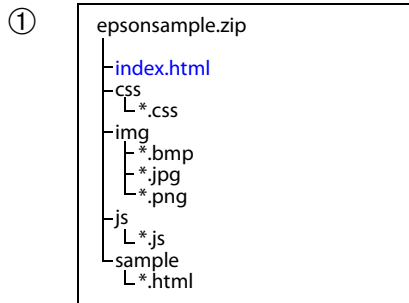 ①
epsonsample.zip
index.html
css
*.css
img
*.bmp
*.jpg
*.png
js
*.js
sample
*.html